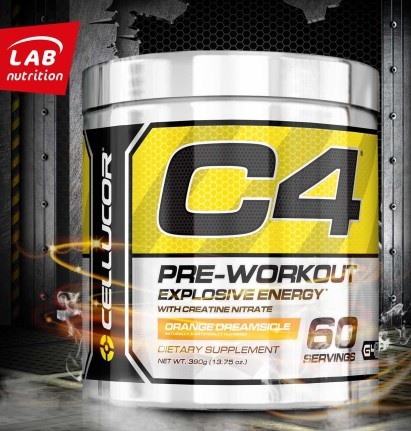 LAB
nutrition
CELLUCOR
C4
PRE-WORKOUT
EXPLOSIVE ENERGY
WITH CREATINE NITRATE
ORANGE DREAMSICLE
60
SERVINGS
DIETARY SUPPLEMENT
NET WT. 390g (13.75 oz.)
G4